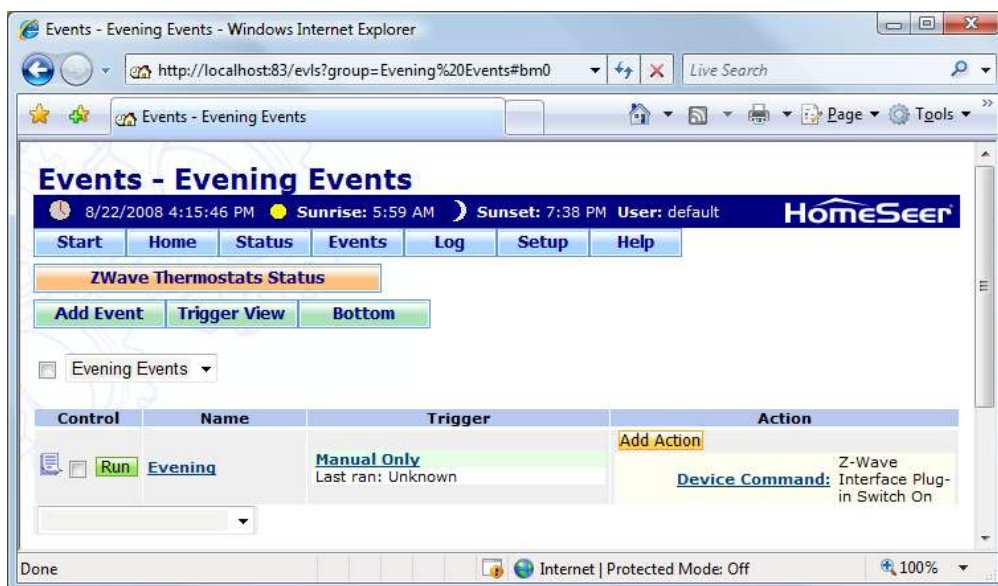 Events - Evening Events - Windows Internet Explorer
http://localhost:83/evls?group=Evening%20Events#bm0
Live Search
Events - Evening Events
Page
Tools
Events - Evening Events
8/22/2008 4:15:46 PM Sunrise: 5:59 AM Sunset: 7:38 PM User: default
HomeSeer
Start Home Status Events Log Setup Help
ZWave Thermostats Status
Add Event Trigger View Bottom
Evening Events
Control Name Trigger Action
Add Action
Run Evening
Manual Only
Last ran: Unknown
Device Command:
Z-Wave
Interface Plug-
in Switch On
Done
Internet | Protected Mode: Off
100%